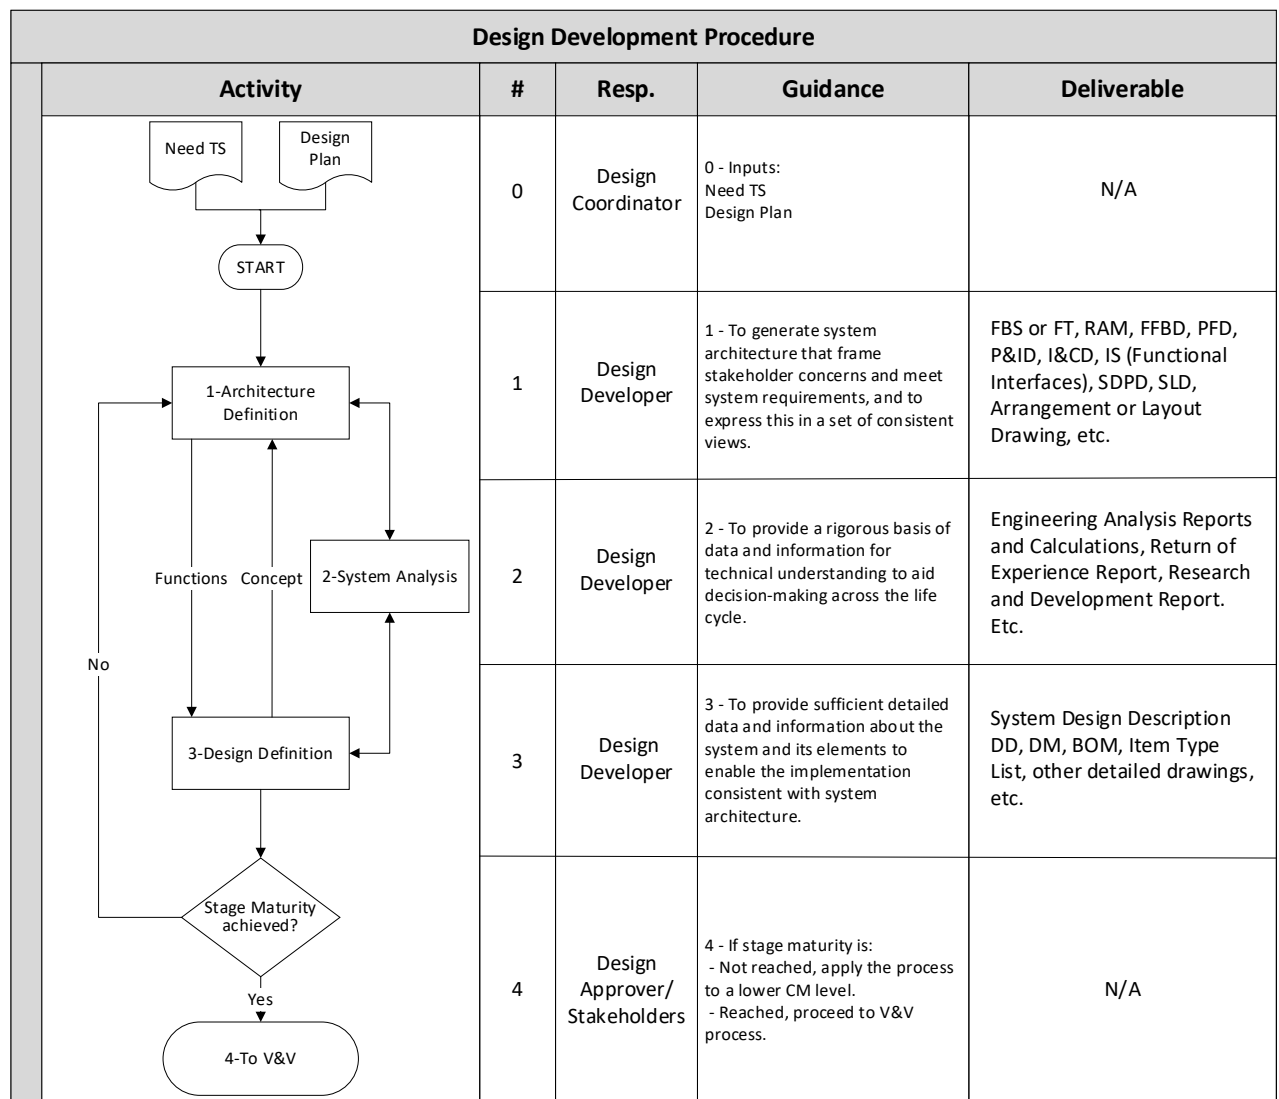 Design Development Procedure
Activity
#
Resp.
Guidance
Deliverable
Need TS
Design
Plan
START
1-Architecture
Definition
Functions
Concept
2-System Analysis
No
3-Design Definition
Stage Maturity
achieved?
Yes
4-To V&V
0
Design
Coordinator
0 - Inputs:
Need TS
Design Plan
N/A
1
Design
Developer
1 - To generate system
architecture that frame
stakeholder concerns and meet
system requirements, and to
express this in a set of consistent
views.
FBS or FT, RAM, FFBD, PFD,
P&ID, I&CD, IS (Functional
Interfaces), SDPD, SLD,
Arrangement or Layout
Drawing, etc.
2
Design
Developer
2 - To provide a rigorous basis of
data and information for
technical understanding to aid
decision-making across the life
cycle.
Engineering Analysis Reports
and Calculations, Return of
Experience Report, Research
and Development Report.
Etc.
3
Design
Developer
3 - To provide sufficient detailed
data and information about the
system and its elements to
enable the implementation
consistent with system
architecture.
System Design Description
DD, DM, BOM, Item Type
List, other detailed drawings,
etc.
4
Design
Approver/
Stakeholders
4 - If stage maturity is:
- Not reached, apply the process
to a lower CM level.
- Reached, proceed to V&V
process.
N/A